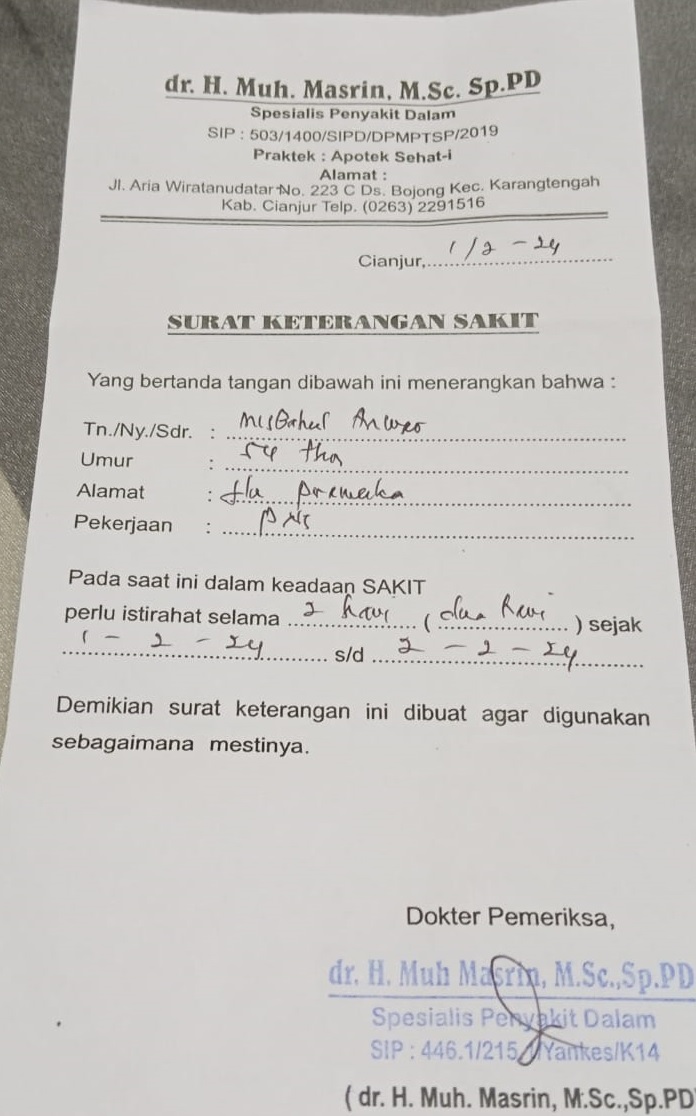 dr. H. Muh. Masrin, M.Sc. Sp.PD
Spesialis Penyakit Dalam
SIP : 503/1400/SIPD/DPMPTSP/2019
Praktek : Apotek Sehat-i
Alamat :
Jl. Aria Wiratanudatar No. 223 C Ds. Bojong Kec. Karangtengah
Kab. Cianjur Telp. (0263) 2291516
Cianjur, 1/2 - 24
SURAT KETERANGAN SAKIT
Yang bertanda tangan dibawah ini menerangkan bahwa :
Tn./Ny./Sdr. : Misbahul
Umur : 54 thn
Alamat :
Pekerjaan : PNS
Pada saat ini dalam keadaan SAKIT
perlu istirahat selama 2 hari ( dua hari ) sejak
1 - 2 - 24 s/d 2 - 2 - 24
Demikian surat keterangan ini dibuat agar digunakan
sebagaimana mestinya.
Dokter Pemeriksa,
dr. H. Muh Masrin, M.Sc.,Sp.PD
Spesialis Penyakit Dalam
SIP : 446.1/215 /Yankes/K14
( dr. H. Muh. Masrin, M.Sc.,Sp.PD